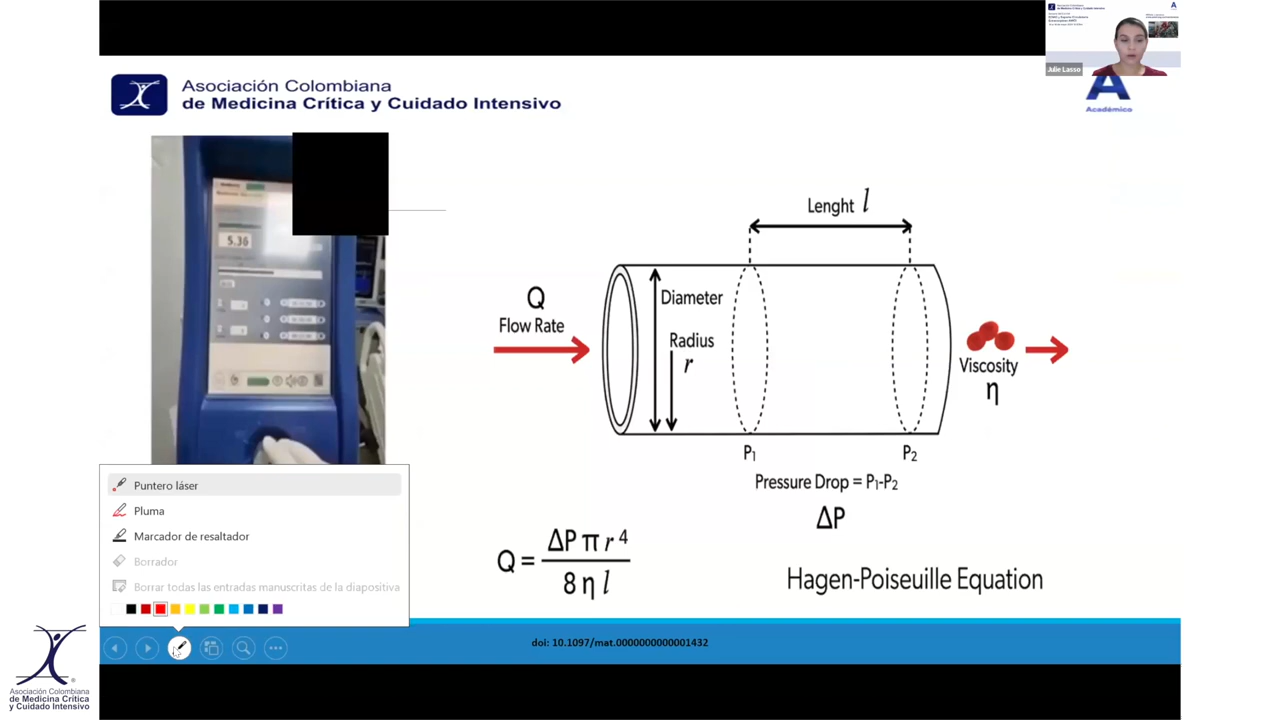 Asociación Colombiana
de Medicina Crítica y Cuidado Intensivo
Julie Lasso
A
Académico
5.36
Lenght l
Q
Flow Rate
Diameter
Radius
r
Viscosity
η
P1
P2
Pressure Drop = P1-P2
ΔP
Q = ΔP π r 4
8 η l
Hagen-Poiseuille Equation
Puntero láser
Pluma
Marcador de resaltador
Borrador
Borrar todas las entradas manuscritas de la diapositiva
doi: 10.1097/mat.0000000000001432
Asociación Colombiana
de Medicina Crítica
y Cuidado Intensivo